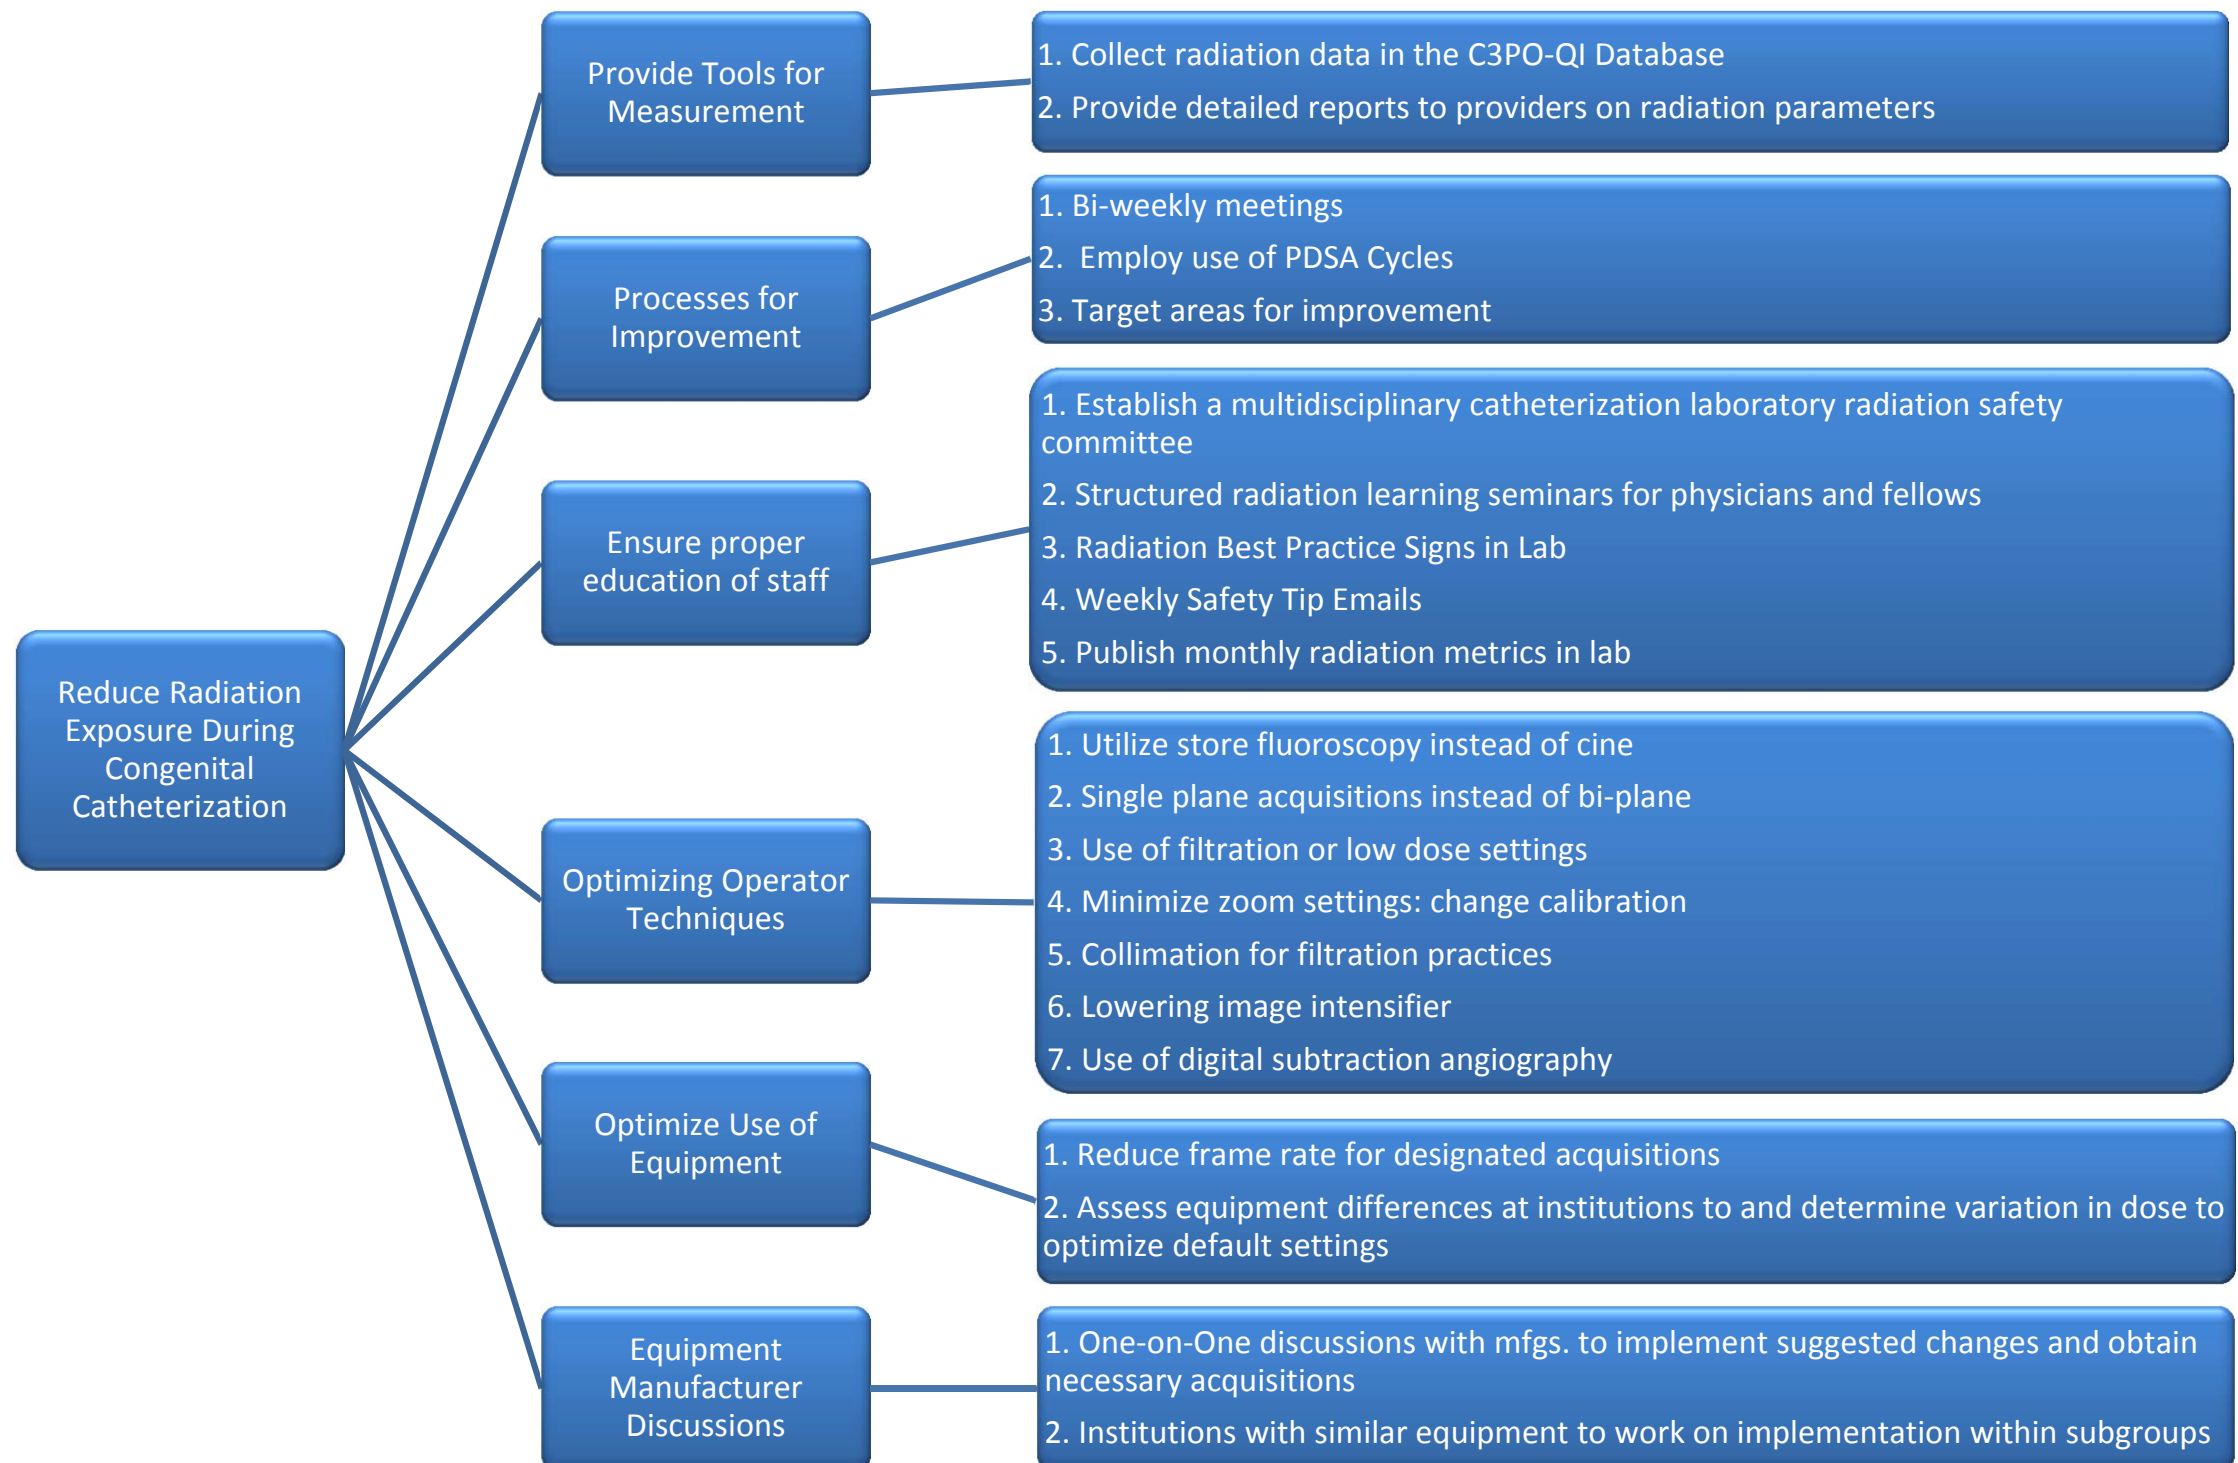 Reduce Radiation
Exposure During
Congenital
Catheterization
Provide Tools for
Measurement
1. Collect radiation data in the C3PO-QI Database
2. Provide detailed reports to providers on radiation parameters
Processes for
Improvement
1. Bi-weekly meetings
2. Employ use of PDSA Cycles
3. Target areas for improvement
Ensure proper
education of staff
1. Establish a multidisciplinary catheterization laboratory radiation safety
committee
2. Structured radiation learning seminars for physicians and fellows
3. Radiation Best Practice Signs in Lab
4. Weekly Safety Tip Emails
5. Publish monthly radiation metrics in lab
Optimizing Operator
Techniques
1. Utilize store fluoroscopy instead of cine
2. Single plane acquisitions instead of bi-plane
3. Use of filtration or low dose settings
4. Minimize zoom settings: change calibration
5. Collimation for filtration practices
6. Lowering image intensifier
7. Use of digital subtraction angiography
Optimize Use of
Equipment
1. Reduce frame rate for designated acquisitions
2. Assess equipment differences at institutions to and determine variation in dose to
optimize default settings
Equipment
Manufacturer
Discussions
1. One-on-One discussions with mfgs. to implement suggested changes and obtain
necessary acquisitions
2. Institutions with similar equipment to work on implementation within subgroups